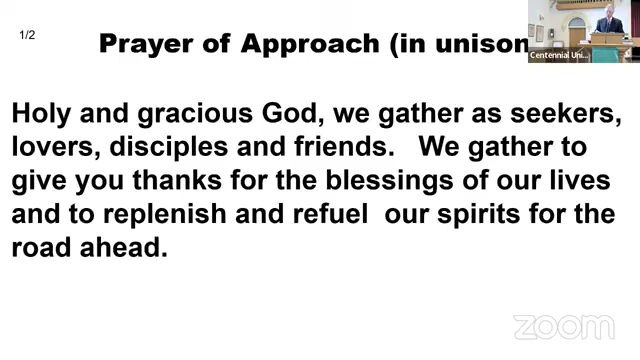 1/2
Prayer of Approach (in unison
Centennial Uni...
Holy and gracious God, we gather as seekers,
lovers, disciples and friends.   We gather to
give you thanks for the blessings of our lives
and to replenish and refuel  our spirits for the
road ahead.
zoom